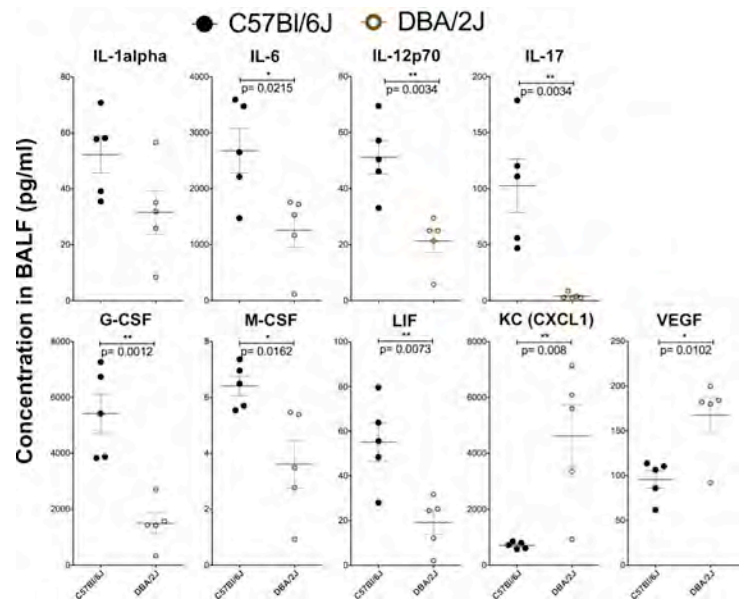 C57Bl/6J DBA/2J
IL-1alpha IL-6 IL-12p70 IL-17
* ** **
p= 0.0215 p= 0.0034 p= 0.0034
80 4000 80 200
60 3000 60 150
40 2000 40 100
20 1000 20 50
0 0 0 0
Concentration in BALF (pg/ml)
G-CSF M-CSF LIF KC (CXCL1) VEGF
** * ** ** *
p= 0.0012 p= 0.0162 p= 0.0073 p= 0.008 p= 0.0102
8000 8 100 8000 250
6000 6 80 6000 200
4000 4 60 4000 150
2000 2 40 2000 100
0 0 20 0 50
0 0
C57Bl/6J DBA/2J C57Bl/6J DBA/2J C57Bl/6J DBA/2J C57Bl/6J DBA/2J C57Bl/6J DBA/2J